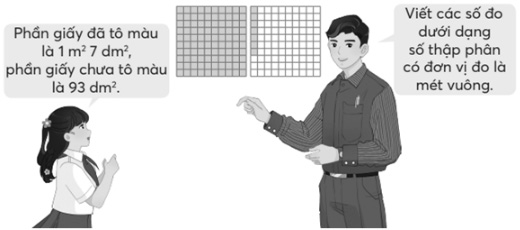 Phần giấy đã tô màu
là 1 m² 7 dm²,
phần giấy chưa tô màu
là 93 dm².
Viết các số đo
dưới dạng
số thập phân
có đơn vị đo là
mét vuông.